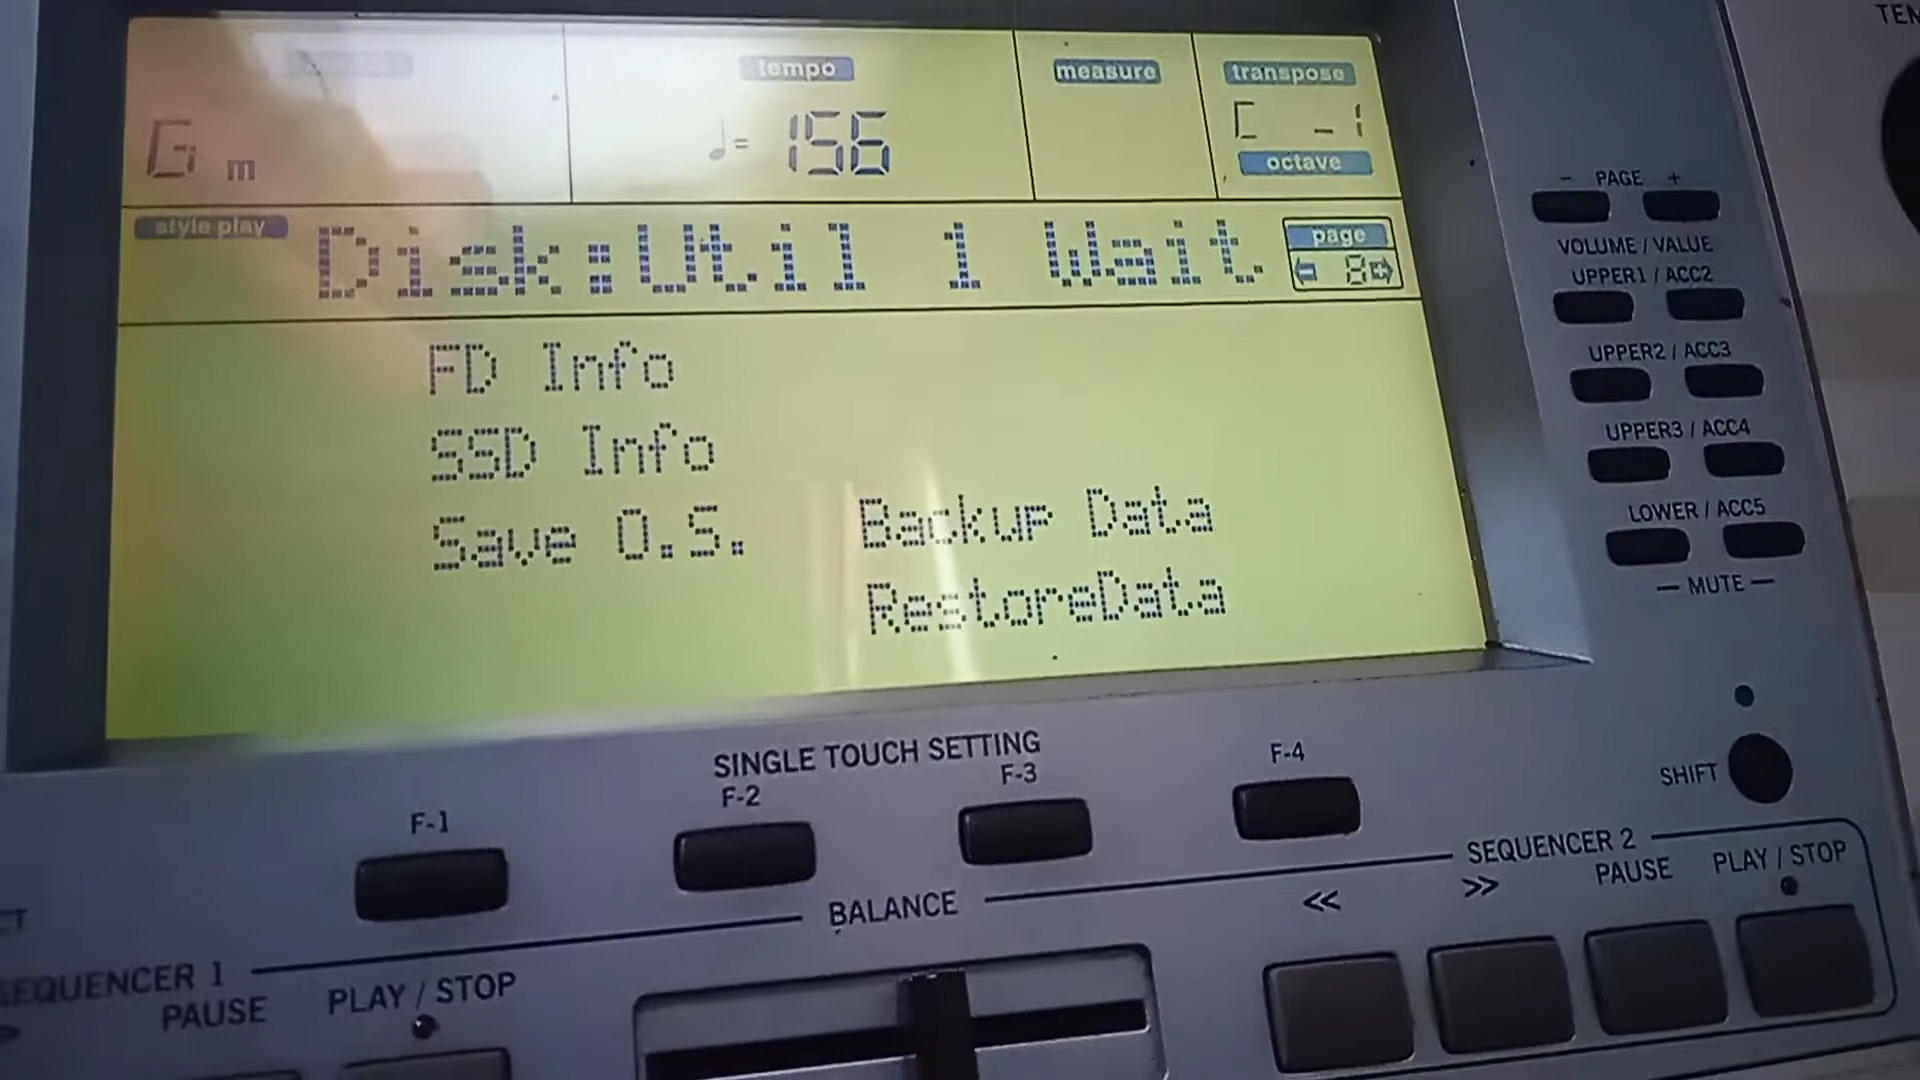 tempo
measure
transpose
G m
♩= 156
C -1
octave
style play
Disk:Util 1 Wait.
page
8
FD Info
SSD Info
Save O.S.
Backup Data
RestoreData
- PAGE +
VOLUME / VALUE
UPPER1 / ACC2
UPPER2 / ACC3
UPPER3 / ACC4
LOWER / ACC5
— MUTE —
SHIFT
SINGLE TOUCH SETTING
F-1
F-2
F-3
F-4
BALANCE
SEQUENCER 1
PAUSE
PLAY / STOP
SEQUENCER 2
<<
>>
PAUSE
PLAY / STOP